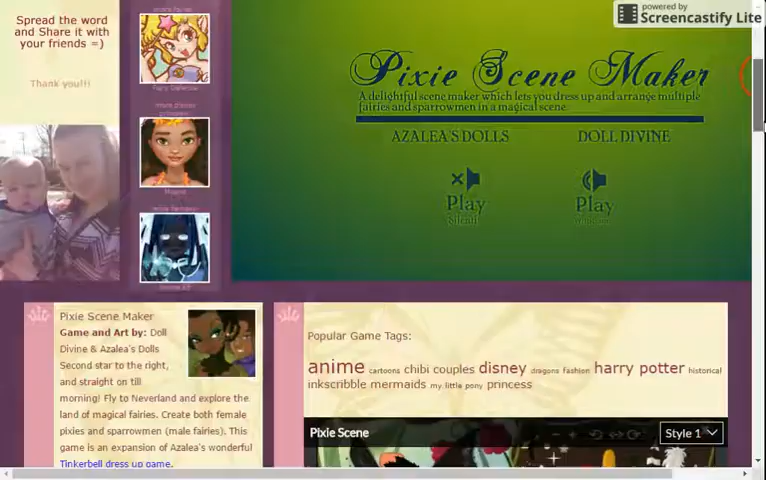 Spread the word
and Share it with
your friends =)
Thank you!!!
Fairy Defender
Moana
powered by
Screencastify Lite
Pixie Scene Maker
A delightful scene maker which lets you dress up and arrange multiple
fairies and sparrowmen in a magical scene.
AZALEA'S DOLLS DOLL DIVINE
Play Play
Pixie Scene Maker
Game and Art by: Doll
Divine & Azalea's Dolls
Second star to the right,
and straight on till
morning! Fly to Neverland and explore the
land of magical fairies. Create both female
pixies and sparrowmen (male fairies). This
game is an expansion of Azalea's wonderful
Tinkerbell dress up game.
Popular Game Tags:
anime cartoons chibi couples disney dragons fashion harry potter historical
inkscribble mermaids my little pony princess
Pixie Scene Style 1